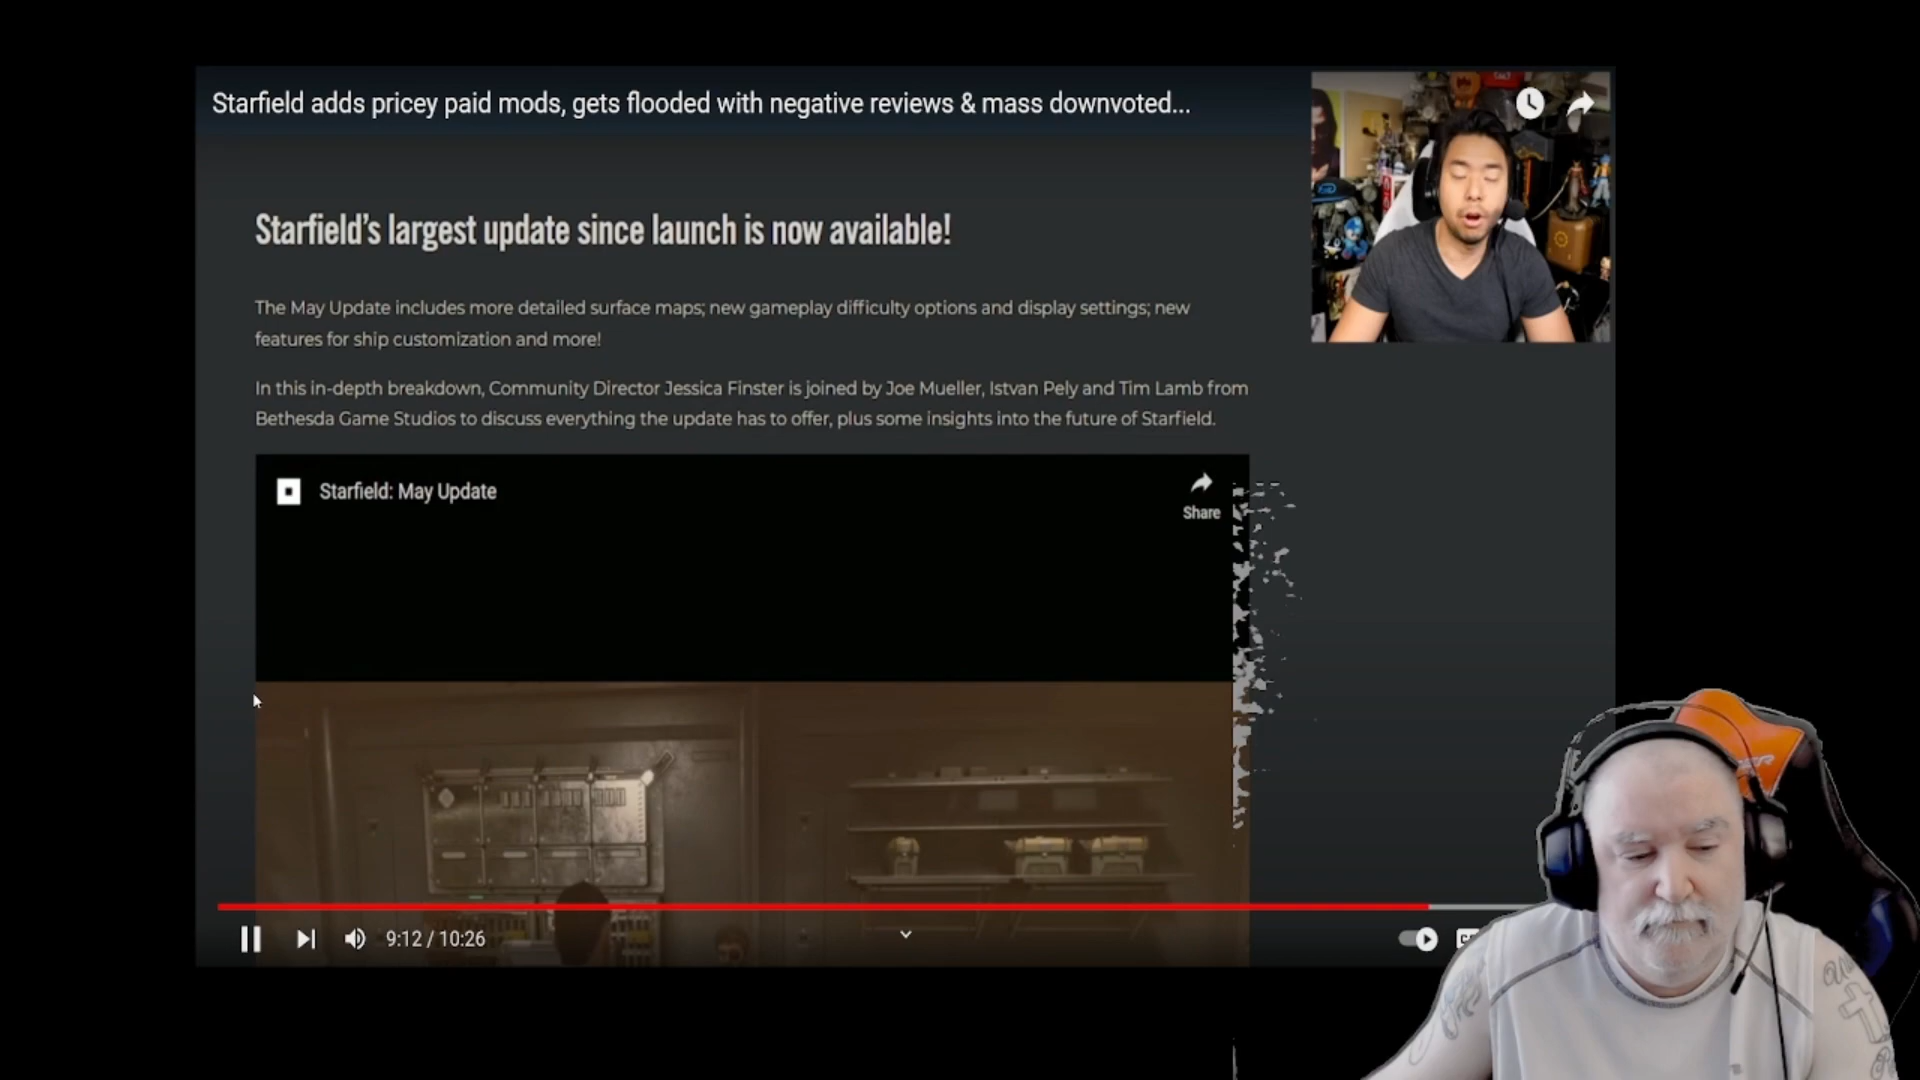 Starfield adds pricey paid mods, gets flooded with negative reviews & mass downvoted...
Starfield's largest update since launch is now available!
The May Update includes more detailed surface maps; new gameplay difficulty options and display settings; new
features for ship customization and more!
In this in-depth breakdown, Community Director Jessica Finster is joined by Joe Mueller, Istvan Pely and Tim Lamb from
Bethesda Game Studios to discuss everything the update has to offer, plus some insights into the future of Starfield.
Starfield: May Update
Share
9:12 / 10:26